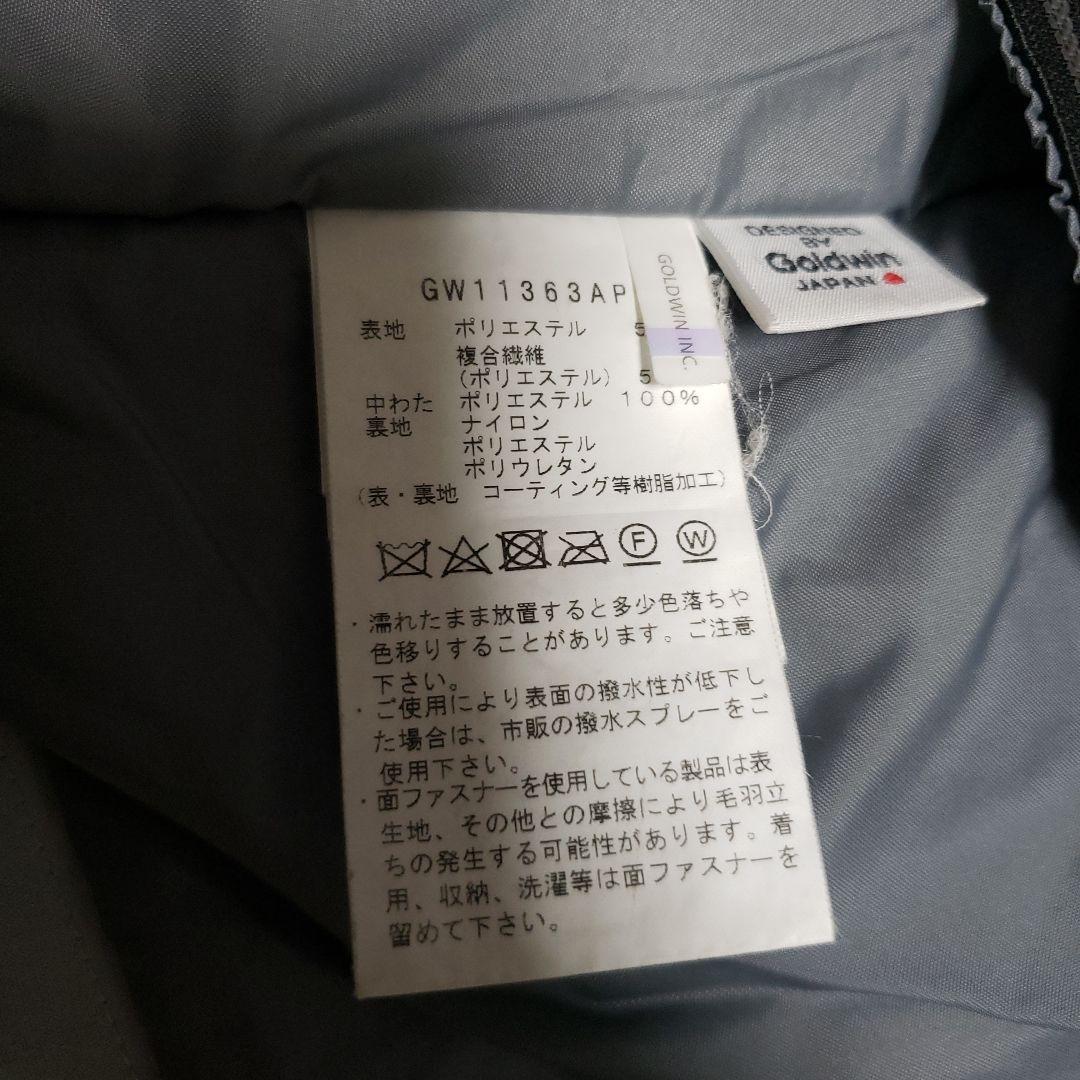 GW11363AP
表地 ポリエステル 5
複合繊維
(ポリエステル) 5
中わた ポリエステル 100%
裏地 ナイロン
ポリエステル
ポリウレタン
(表・裏地 コーティング等樹脂加工)
F W
・濡れたまま放置すると多少色落ちや
色移りすることがあります。ご注意
下さい。
・ご使用により表面の撥水性が低下し
た場合は、市販の撥水スプレーをご
使用下さい。
・面ファスナーを使用している製品は表
生地、その他との摩擦により毛羽立
ちの発生する可能性があります。着
用、収納、洗濯等は面ファスナーを
留めて下さい。
GOLDWIN INC.
DESIGNED
BY
Goldwin
JAPAN